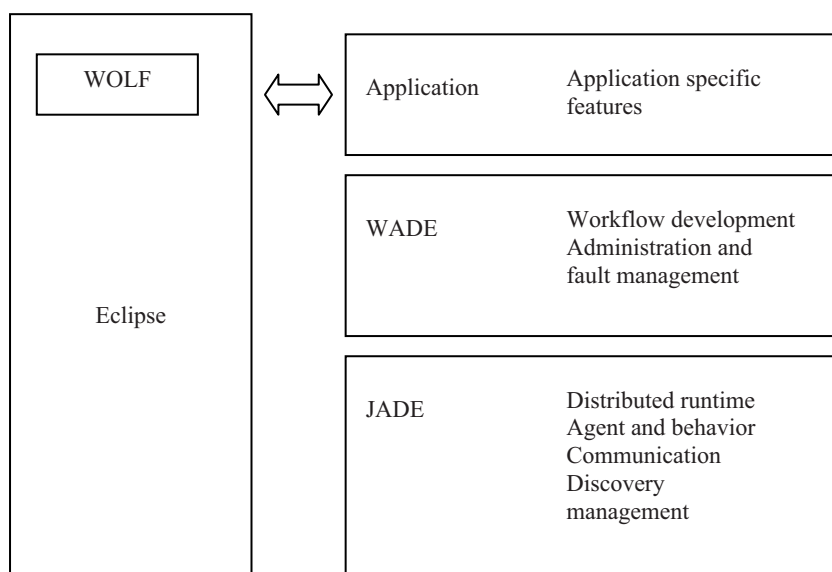 WOLF
Eclipse
Application
Application specific
features
WADE
Workflow development
Administration and
fault management
JADE
Distributed runtime
Agent and behavior
Communication
Discovery
management